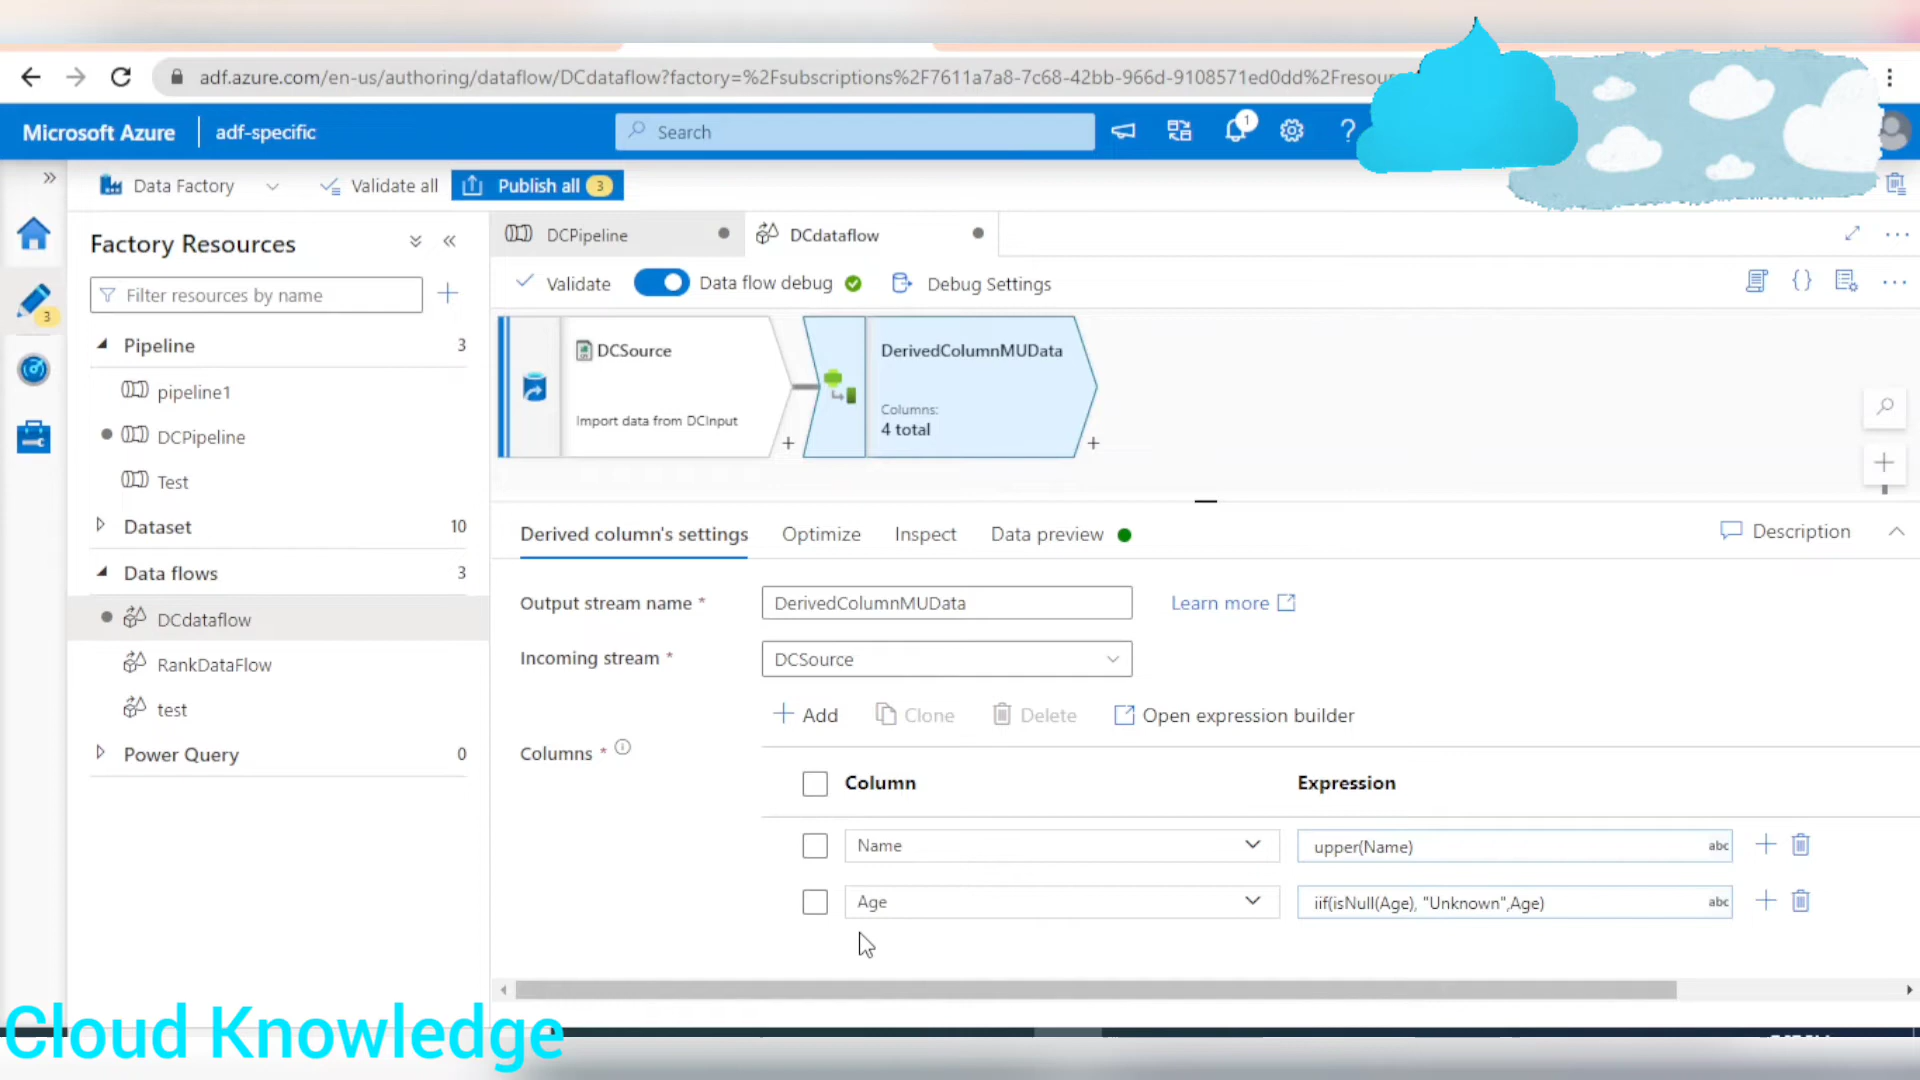 adf.azure.com/en-us/authoring/dataflow/DCdataflow?factory=%2Fsubscriptions%2F7611a7a8-7c68-42bb-966d-9108571ed0dd%2Fresou
Microsoft Azure
adf-specific
Search
1
?
Data Factory
Validate all
Publish all 3
Factory Resources
Filter resources by name
3
Pipeline 3
pipeline1
DCPipeline
Test
Dataset 10
Data flows 3
DCdataflow
RankDataFlow
test
Power Query 0
DCPipeline
DCdataflow
Validate
Data flow debug
Debug Settings
DCSource
Import data from DCInput
DerivedColumnMUData
Columns:
4 total
Derived column's settings
Optimize
Inspect
Data preview
Description
Output stream name *
DerivedColumnMUData
Learn more
Incoming stream *
DCSource
Add
Clone
Delete
Open expression builder
Columns *
Column
Expression
Name
upper(Name)
abc
Age
iif(isNull(Age), "Unknown",Age)
abc
Cloud Knowledge